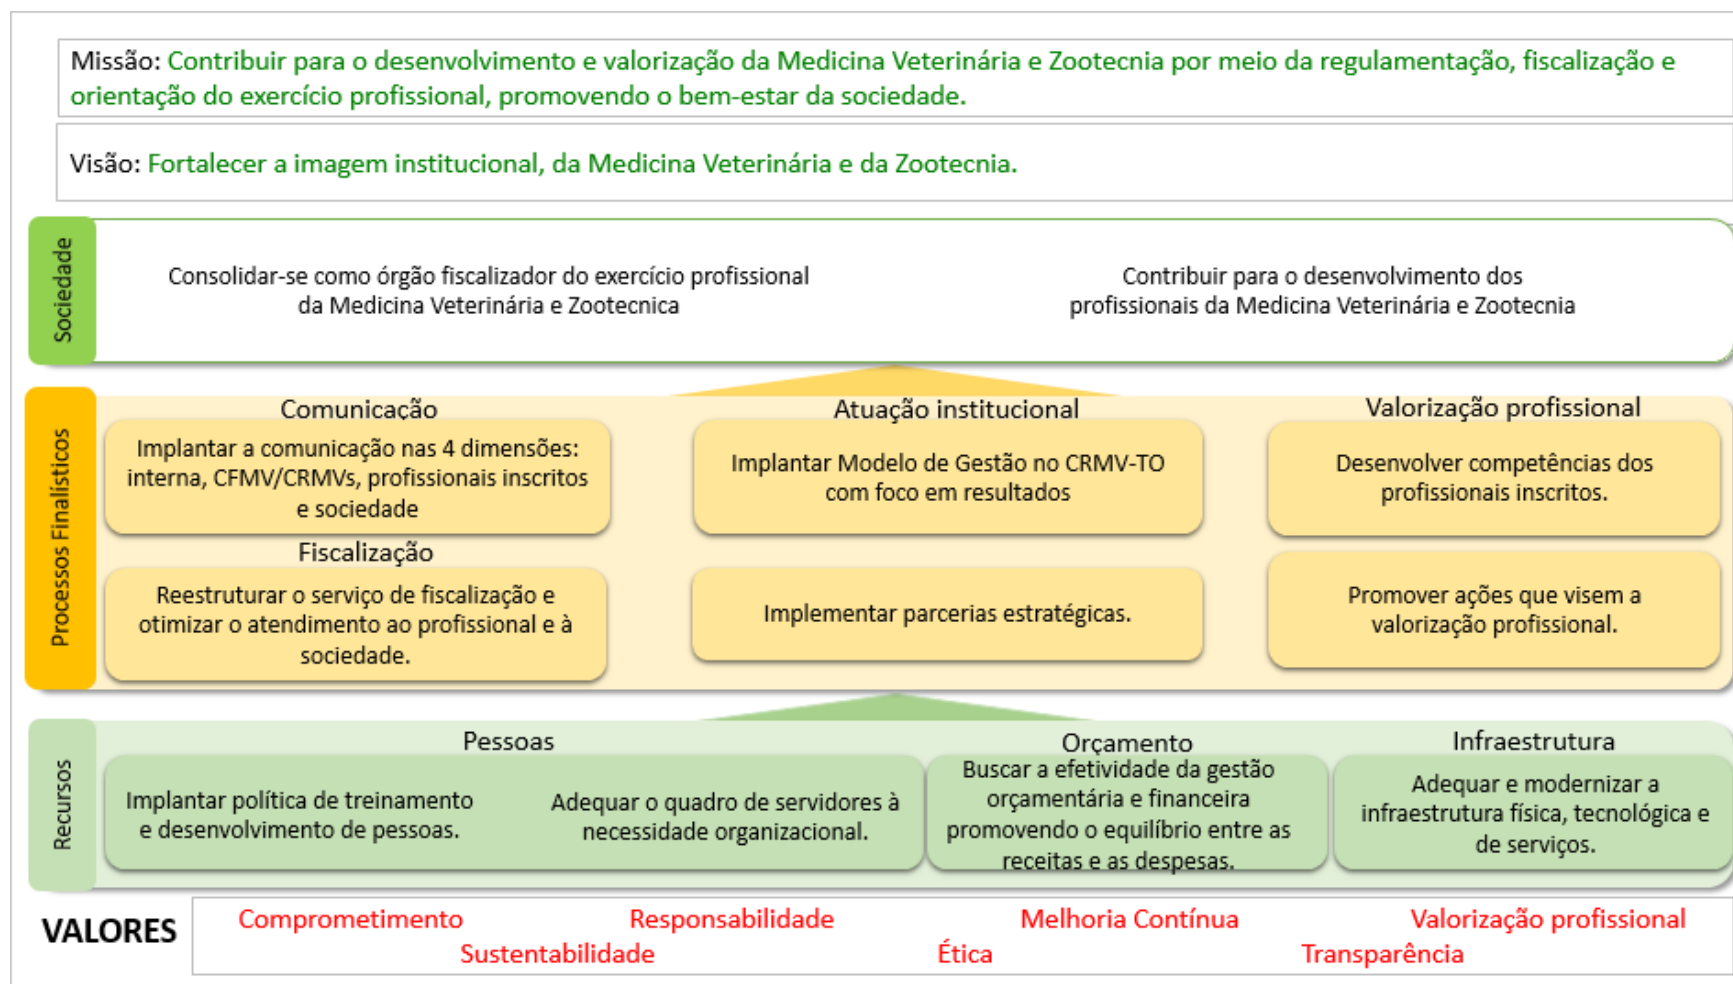 Missão: Contribuir para o desenvolvimento e valorização da Medicina Veterinária e Zootecnia por meio da regulamentação, fiscalização e
orientação do exercício profissional, promovendo o bem-estar da sociedade.
Visão: Fortalecer a imagem institucional, da Medicina Veterinária e da Zootecnia.
Sociedade
Consolidar-se como órgão fiscalizador do exercício profissional
da Medicina Veterinária e Zootecnica
Contribuir para o desenvolvimento dos
profissionais da Medicina Veterinária e Zootecnia
Processos Finalísticos
Comunicação
Implantar a comunicação nas 4 dimensões:
interna, CFMV/CRMVs, profissionais inscritos
e sociedade
Fiscalização
Reestruturar o serviço de fiscalização e
otimizar o atendimento ao profissional e à
sociedade.
Atuação institucional
Implantar Modelo de Gestão no CRMV-TO
com foco em resultados
Implementar parcerias estratégicas.
Valorização profissional
Desenvolver competências dos
profissionais inscritos.
Promover ações que visem a
valorização profissional.
Recursos
Pessoas
Implantar política de treinamento
e desenvolvimento de pessoas.
Adequar o quadro de servidores à
necessidade organizacional.
Orçamento
Buscar a efetividade da gestão
orçamentária e financeira
promovendo o equilíbrio entre as
receitas e as despesas.
Infraestrutura
Adequar e modernizar a
infraestrutura física, tecnológica e
de serviços.
VALORES
Comprometimento
Responsabilidade
Melhoria Contínua
Valorização profissional
Sustentabilidade
Ética
Transparência